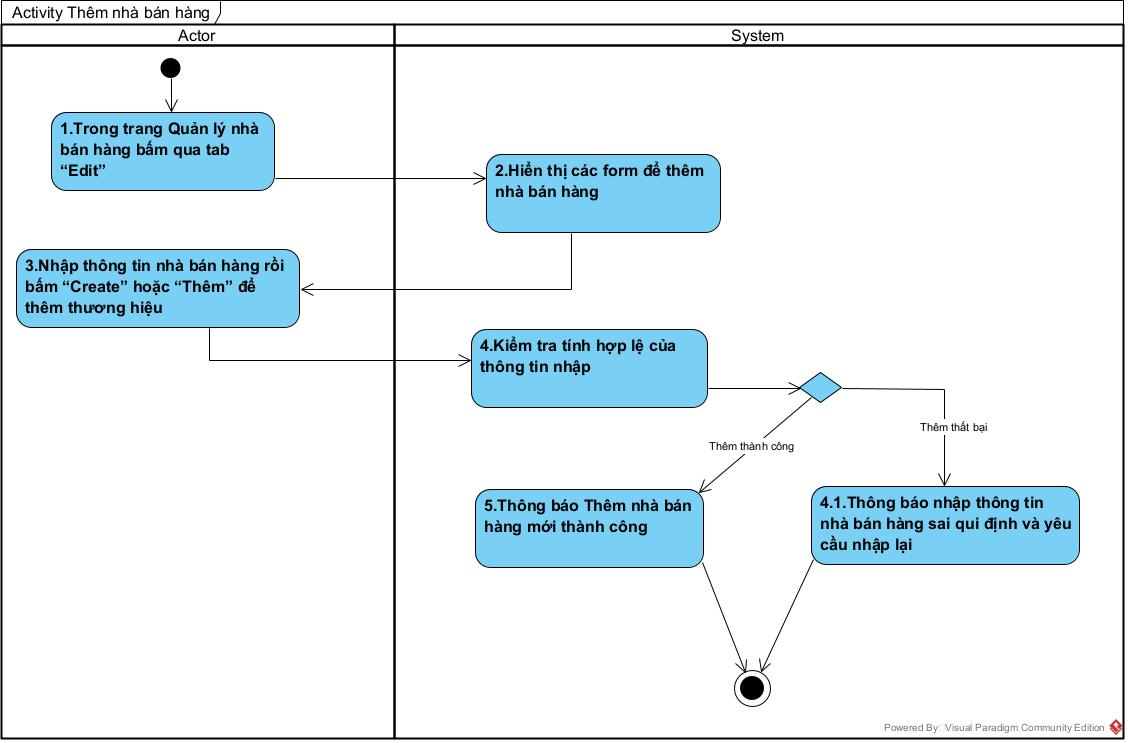 Activity Thêm nhà bán hàng
Actor
System
1.Trong trang Quản lý nhà
bán hàng bấm qua tab
“Edit”
2.Hiển thị các form để thêm
nhà bán hàng
3.Nhập thông tin nhà bán hàng rồi
bấm “Create” hoặc “Thêm” để
thêm thương hiệu
4.Kiểm tra tính hợp lệ của
thông tin nhập
Thêm thất bại
Thêm thành công
5.Thông báo Thêm nhà bán
hàng mới thành công
4.1.Thông báo nhập thông tin
nhà bán hàng sai qui định và yêu
cầu nhập lại
Powered By Visual Paradigm Community Edition